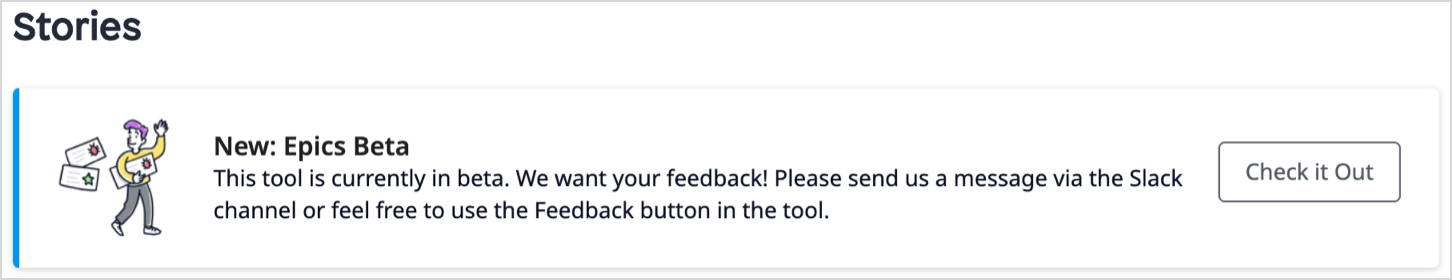 Stories
New: Epics Beta
This tool is currently in beta. We want your feedback! Please send us a message via the Slack
channel or feel free to use the Feedback button in the tool.
Check it Out